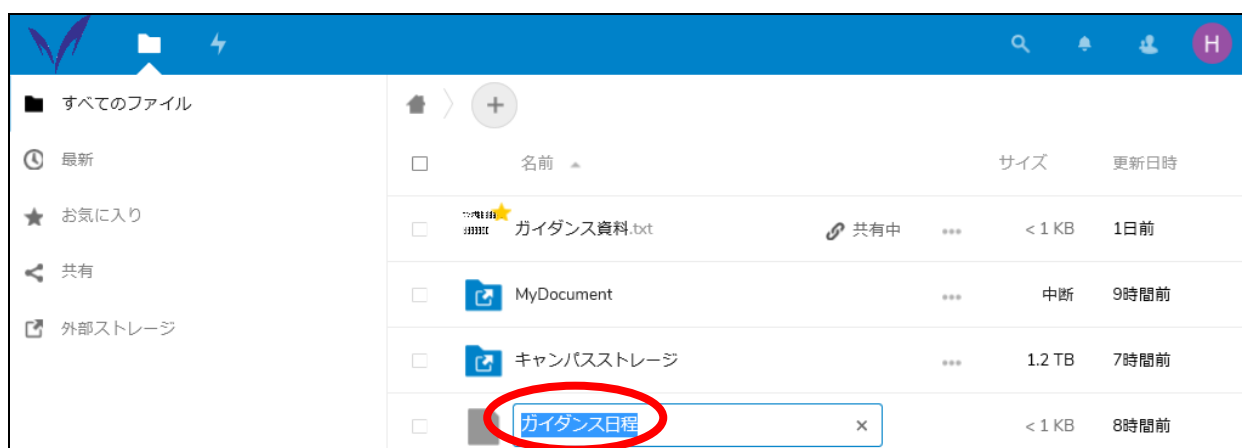 H
すべてのファイル
最新
お気に入り
共有
外部ストレージ
名前 サイズ 更新日時
ガイダンス資料.txt 共有中 < 1 KB 1日前
MyDocument 中断 9時間前
キャンパスストレージ 1.2 TB 7時間前
ガイダンス日程 < 1 KB 8時間前